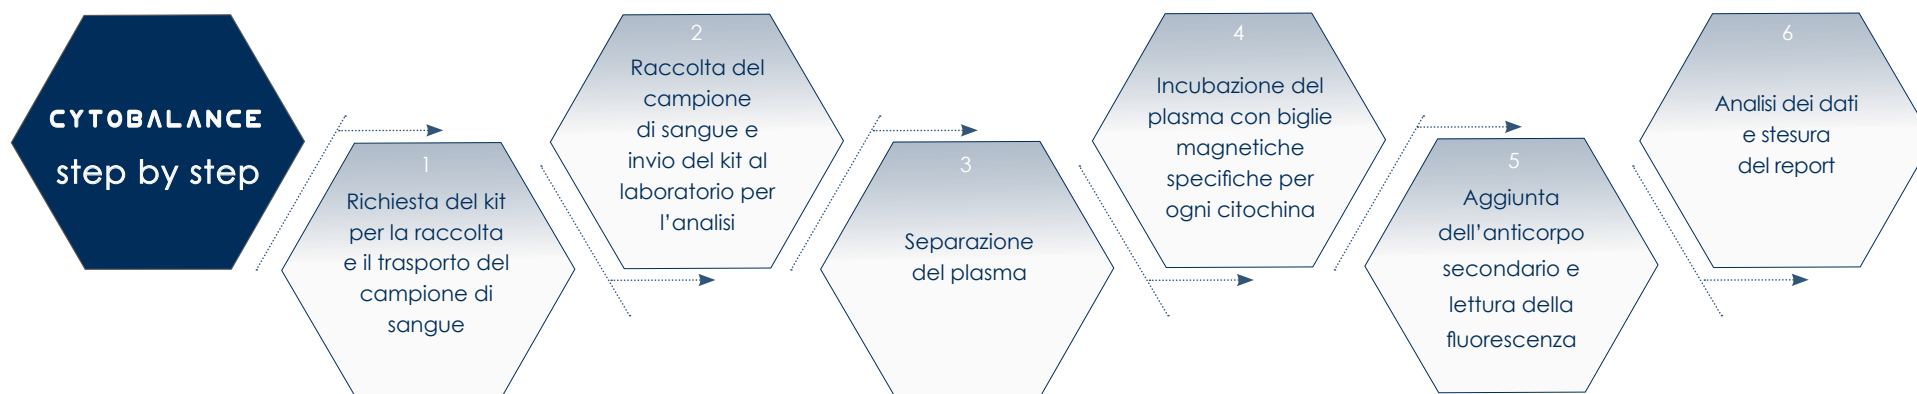 CYTOBALANCE
step by step
1
Richiesta del kit
per la raccolta
e il trasporto del
campione di
sangue
2
Raccolta del
campione
di sangue e
invio del kit al
laboratorio per
l’analisi
3
Separazione
del plasma
4
Incubazione del
plasma con biglie
magnetiche
specifiche per
ogni citochina
5
Aggiunta
dell’anticorpo
secondario e
lettura della
fluorescenza
6
Analisi dei dati
e stesura
del report